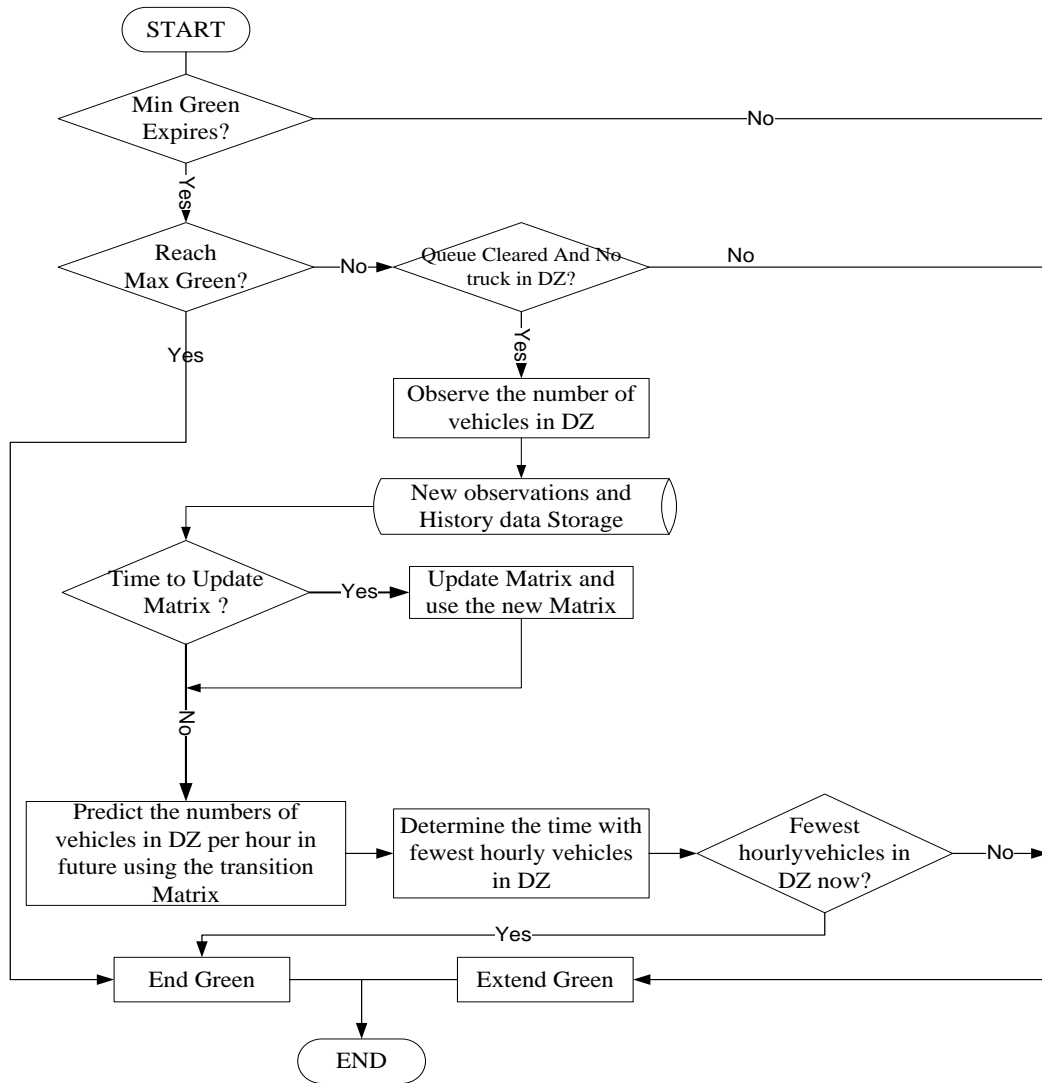 START
Min Green
Expires?
No
Yes
Reach
Max Green?
No
Queue Cleared And No
truck in DZ?
No
Yes
Yes
Observe the number of
vehicles in DZ
New observations and
History data Storage
Time to Update
Matrix ?
Yes
Update Matrix and
use the new Matrix
No
Predict the numbers of
vehicles in DZ per hour in
future using the transition
Matrix
Determine the time with
fewest hourly vehicles
in DZ
Fewest
hourlyvehicles in
DZ now?
No
Yes
End Green
Extend Green
END